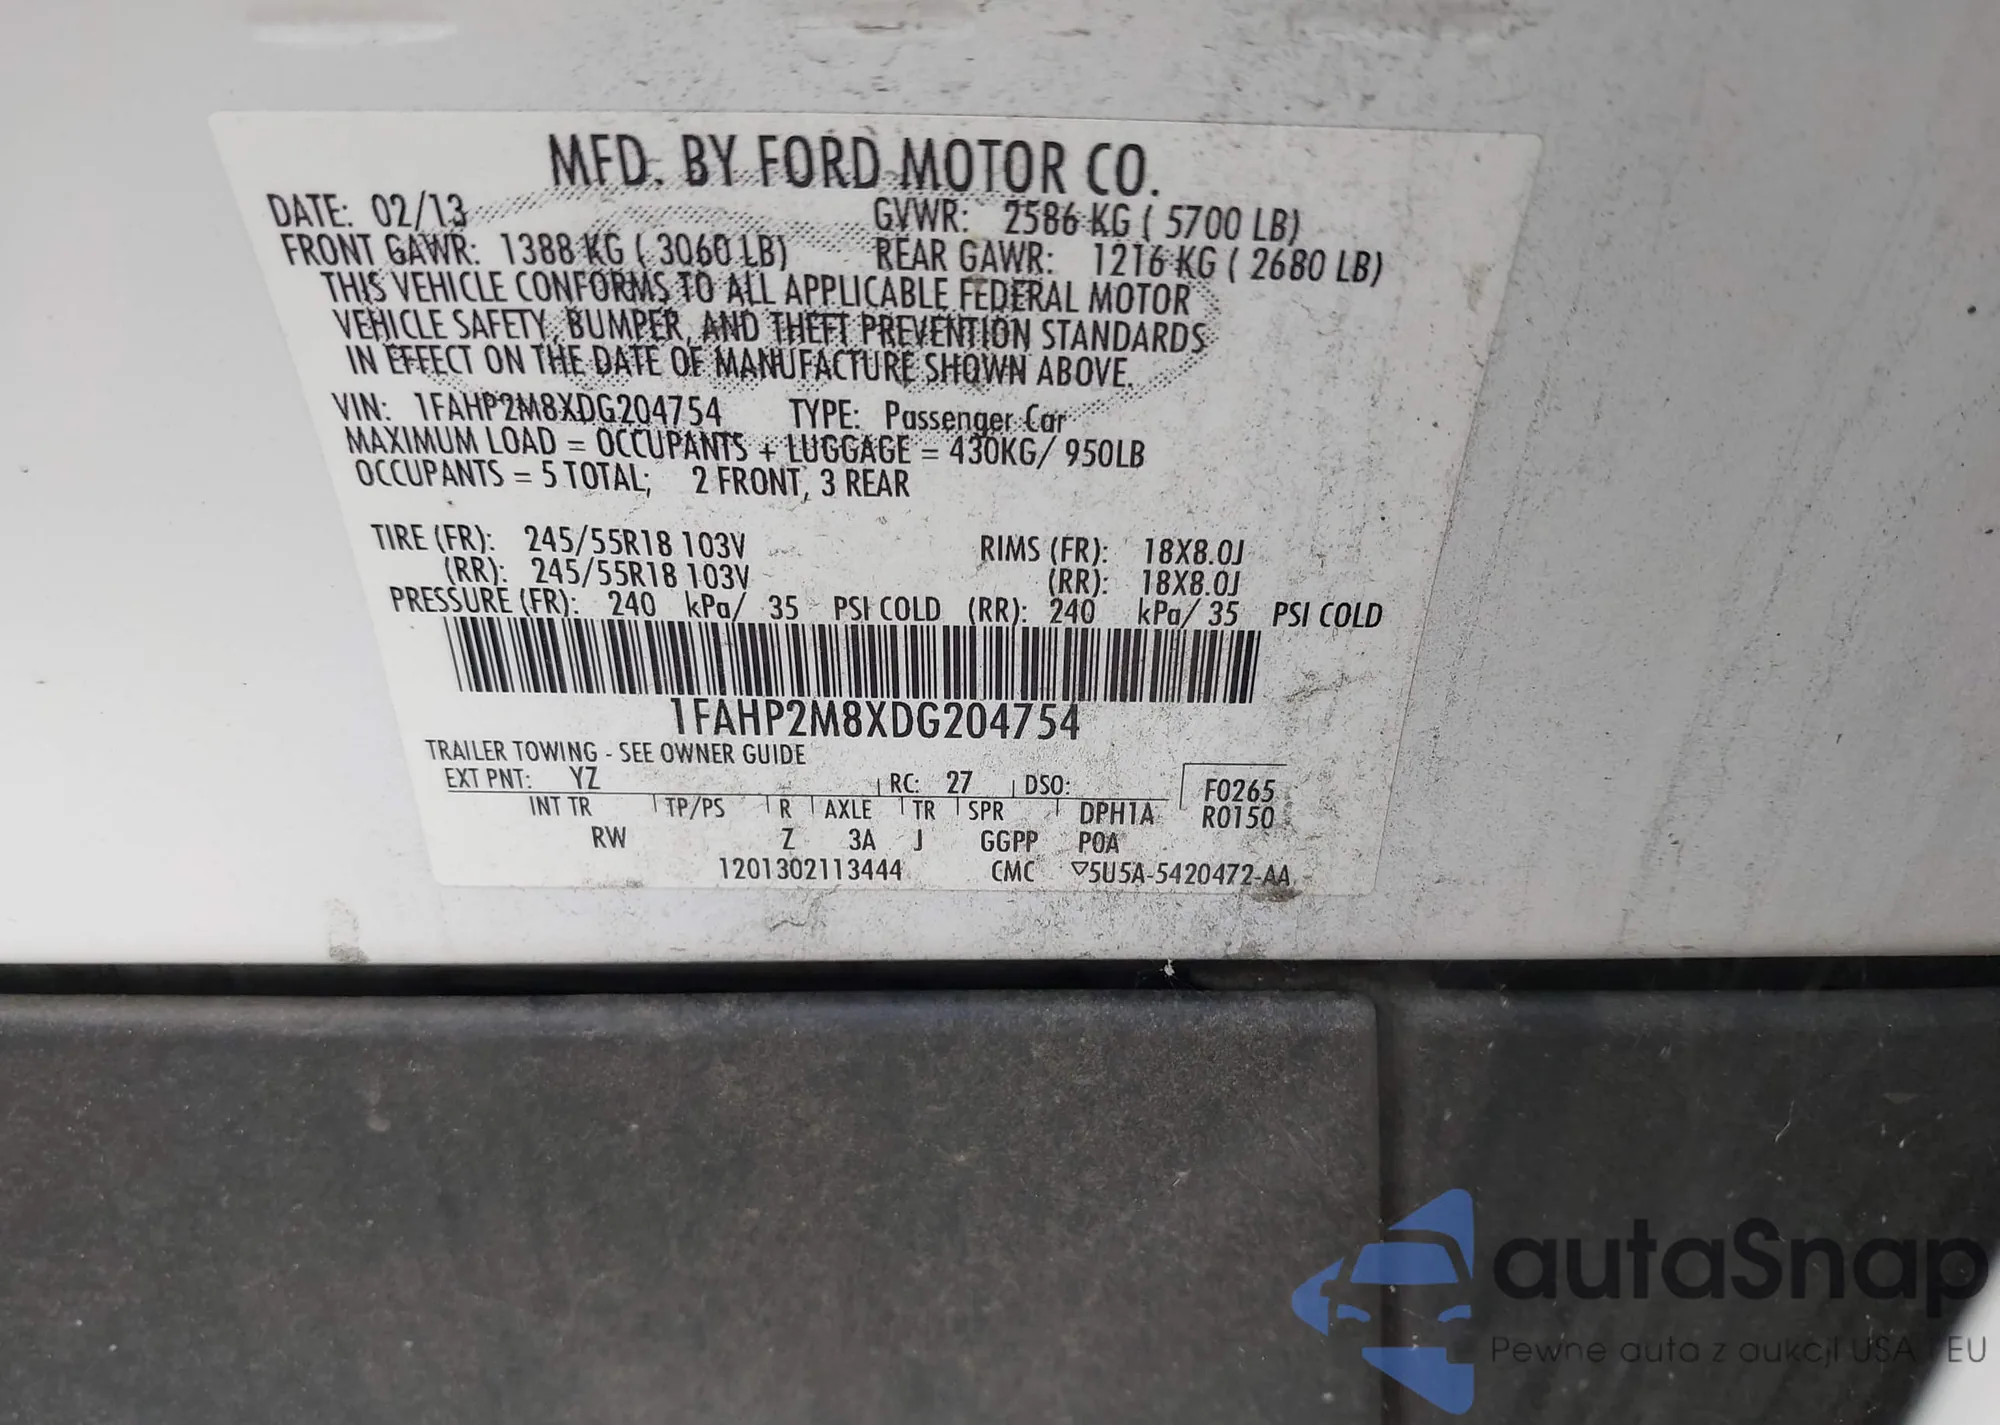 MFD. BY FORD MOTOR CO.
DATE: 02/13 GVWR: 2586 KG ( 5700 LB)
FRONT GAWR: 1388 KG ( 3060 LB) REAR GAWR: 1216 KG ( 2680 LB)
THIS VEHICLE CONFORMS TO ALL APPLICABLE FEDERAL MOTOR
VEHICLE SAFETY, BUMPER, AND THEFT PREVENTION STANDARDS
IN EFFECT ON THE DATE OF MANUFACTURE SHOWN ABOVE.
VIN: 1FAHP2M8XDG204754 TYPE: Passenger Car
MAXIMUM LOAD = OCCUPANTS + LUGGAGE = 430KG/ 950LB
OCCUPANTS = 5 TOTAL; 2 FRONT, 3 REAR
TIRE (FR): 245/55R18 103V RIMS (FR): 18X8.0J
(RR): 245/55R18 103V (RR): 18X8.0J
PRESSURE (FR): 240 kPa/ 35 PSI COLD (RR): 240 kPa/ 35 PSI COLD
1FAHP2M8XDG204754
TRAILER TOWING - SEE OWNER GUIDE
EXT PNT: YZ RC: 27 DSO: F0265
INT TR TP/PS R AXLE TR SPR DPH1A R0150
RW Z 3A J GGPP POA
1201302113444 CMC ▽5U5A-5420472-AA
autaSnap
Pewne auta z aukcji USA i EU